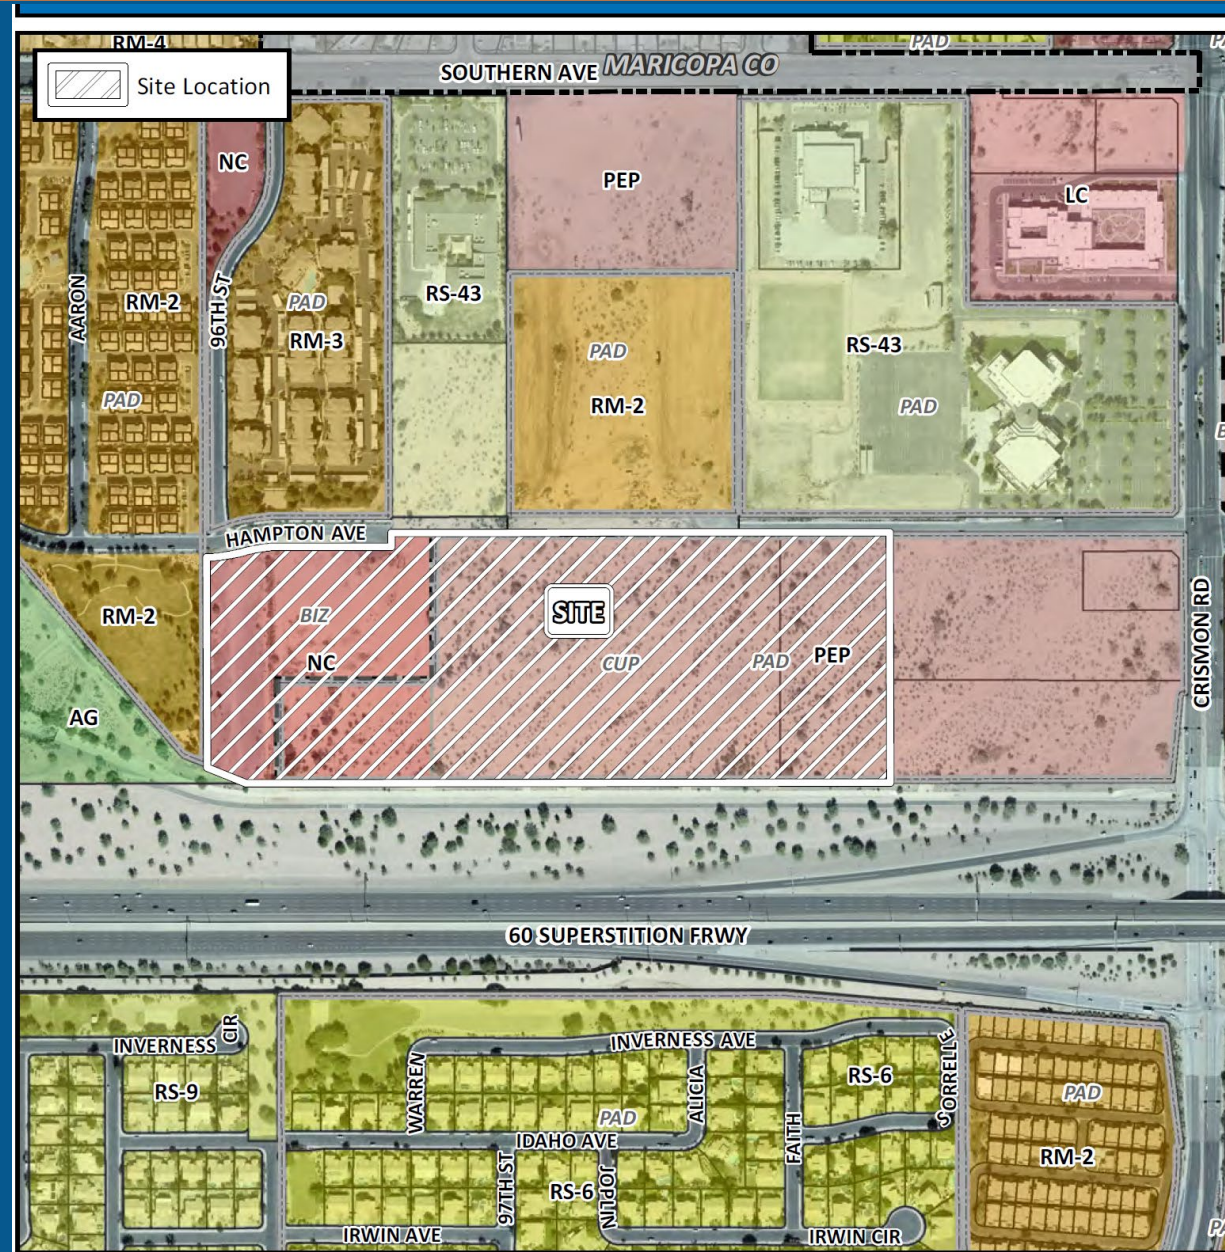 RM-4
PAD
SOUTHERN AVE
MARICOPA CO
Site Location
NC
PEP
LC
AARON
RM-2
96TH ST
PAD
RM-3
RS-43
PAD
RM-2
RS-43
PAD
PAD
HAMPTON AVE
RM-2
BIZ
SITE
NC
CUP
PAD
PEP
CRISMON RD
AG
60 SUPERSTITION FRWY
INVERNESS
CIR
INVERNESS AVE
SORRELLE
RS-9
WARREN
ALICIA
RS-6
PAD
PAD
IDAHO AVE
FAITH
RM-2
97TH ST
RS-6
JOPLIN
IRWIN AVE
IRWIN CIR